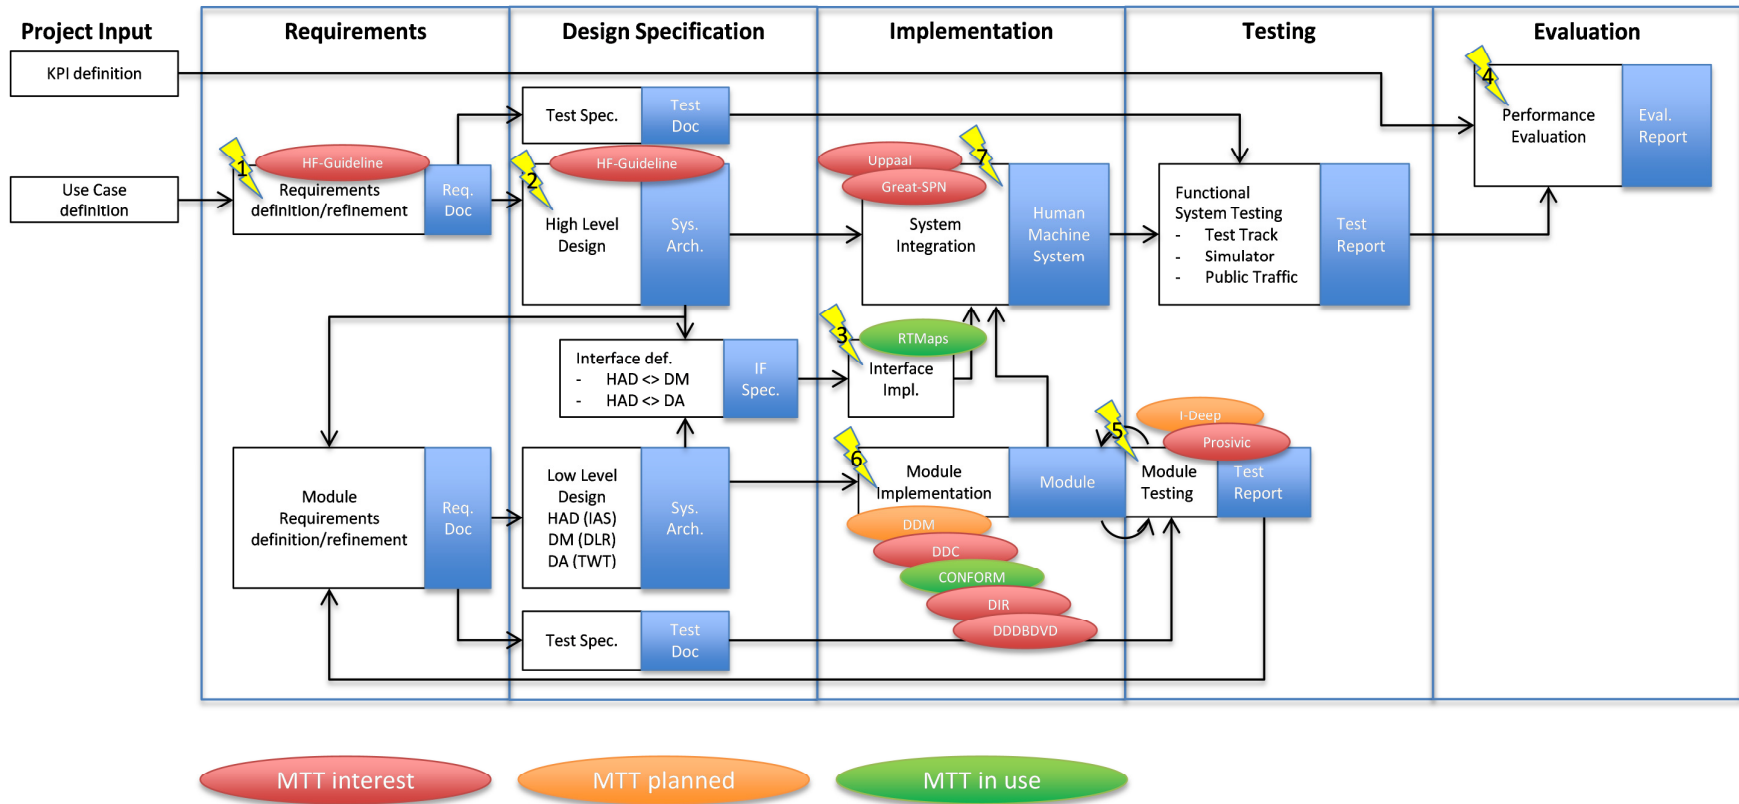 Project Input
Requirements
Design Specification
Implementation
Testing
Evaluation
KPI definition
Use Case
definition
1
HF-Guideline
Requirements
definition/refinement
Req.
Doc
Test Spec.
Test
Doc
2
HF-Guideline
High Level
Design
Sys.
Arch.
Uppaal
Great-SPN
7
System
Integration
Human
Machine
System
Functional
System Testing
- Test Track
- Simulator
- Public Traffic
Test
Report
4
Performance
Evaluation
Eval.
Report
Interface def.
- HAD <> DM
- HAD <> DA
IF
Spec.
3
RTMaps
Interface
Impl.
Module
Requirements
definition/refinement
Req.
Doc
Low Level
Design
HAD (IAS)
DM (DLR)
DA (TWT)
Sys.
Arch.
6
Module
Implementation
Module
5
I-Deep
Prosivic
Module
Testing
Test
Report
DDM
DDC
CONFORM
DIR
DDDBDVD
Test Spec.
Test
Doc
MTT interest
MTT planned
MTT in use